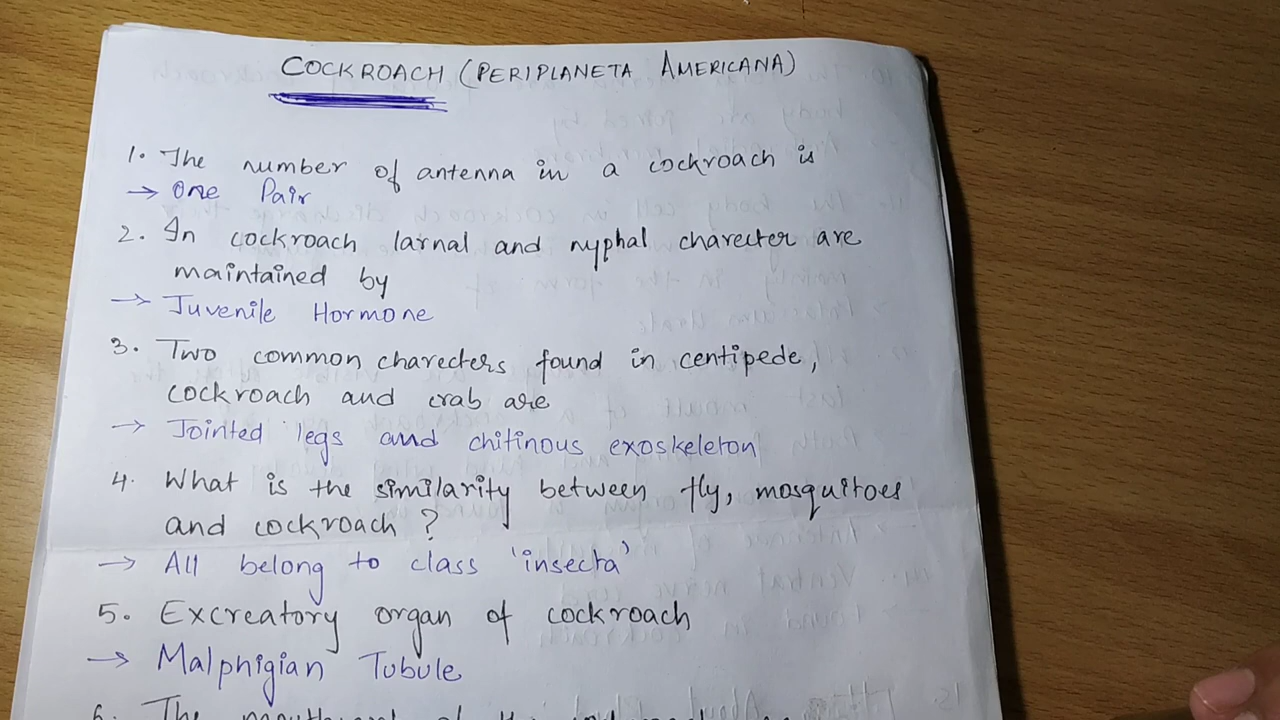 COCKROACH (PERIPLANETA AMERICANA)
1. The number of antenna in a cockroach is
→ One Pair
2. In cockroach larnal and nyphal charecter are
maintained by
→ Juvenile Hormone
3. Two common charecters found in centipede,
cockroach and crab are
→ Jointed legs and chitinous exoskeleton
4. What is the similarity between fly, mosquitoes
and cockroach ?
→ All belong to class 'insecta'
5. Excreatory organ of cockroach
→ Malphigian Tubule
6. The